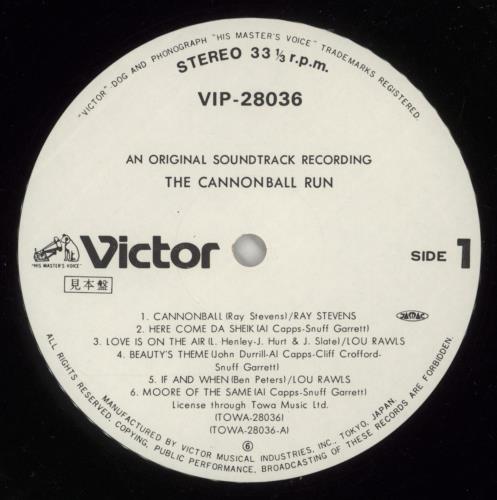 "VICTOR"-DOG AND PHONOGRAPH "HIS MASTER'S VOICE" TRADEMARKS REGISTERED.
STEREO 33 1/3 r.p.m.
VIP-28036
AN ORIGINAL SOUNDTRACK RECORDING
THE CANNONBALL RUN
"HIS MASTER'S VOICE"
Victor
SIDE 1
見本盤
1. CANNONBALL (Ray Stevens)/RAY STEVENS
2. HERE COME DA SHEIK (Al Capps-Snuff Garrett)
3. LOVE IS ON THE AIR (L. Henley-J. Hurt & J. Slate)/LOU RAWLS
4. BEAUTY'S THEME (John Durrill-Al Capps-Cliff Crofford-
Snuff Garrett)
5. IF AND WHEN (Ben Peters)/LOU RAWLS
6. MOORE OF THE SAME (Al Capps-Snuff Garrett)
License through Towa Music Ltd.
(TOWA-28036)
(TOWA-28036-A)
JASRAC
6
ALL RIGHTS RESERVED. COPYING, PUBLIC PERFORMANCE, BROADCASTING OF THESE RECORDS ARE FORBIDDEN.
MANUFACTURED BY VICTOR MUSICAL INDUSTRIES, INC., TOKYO, JAPAN.